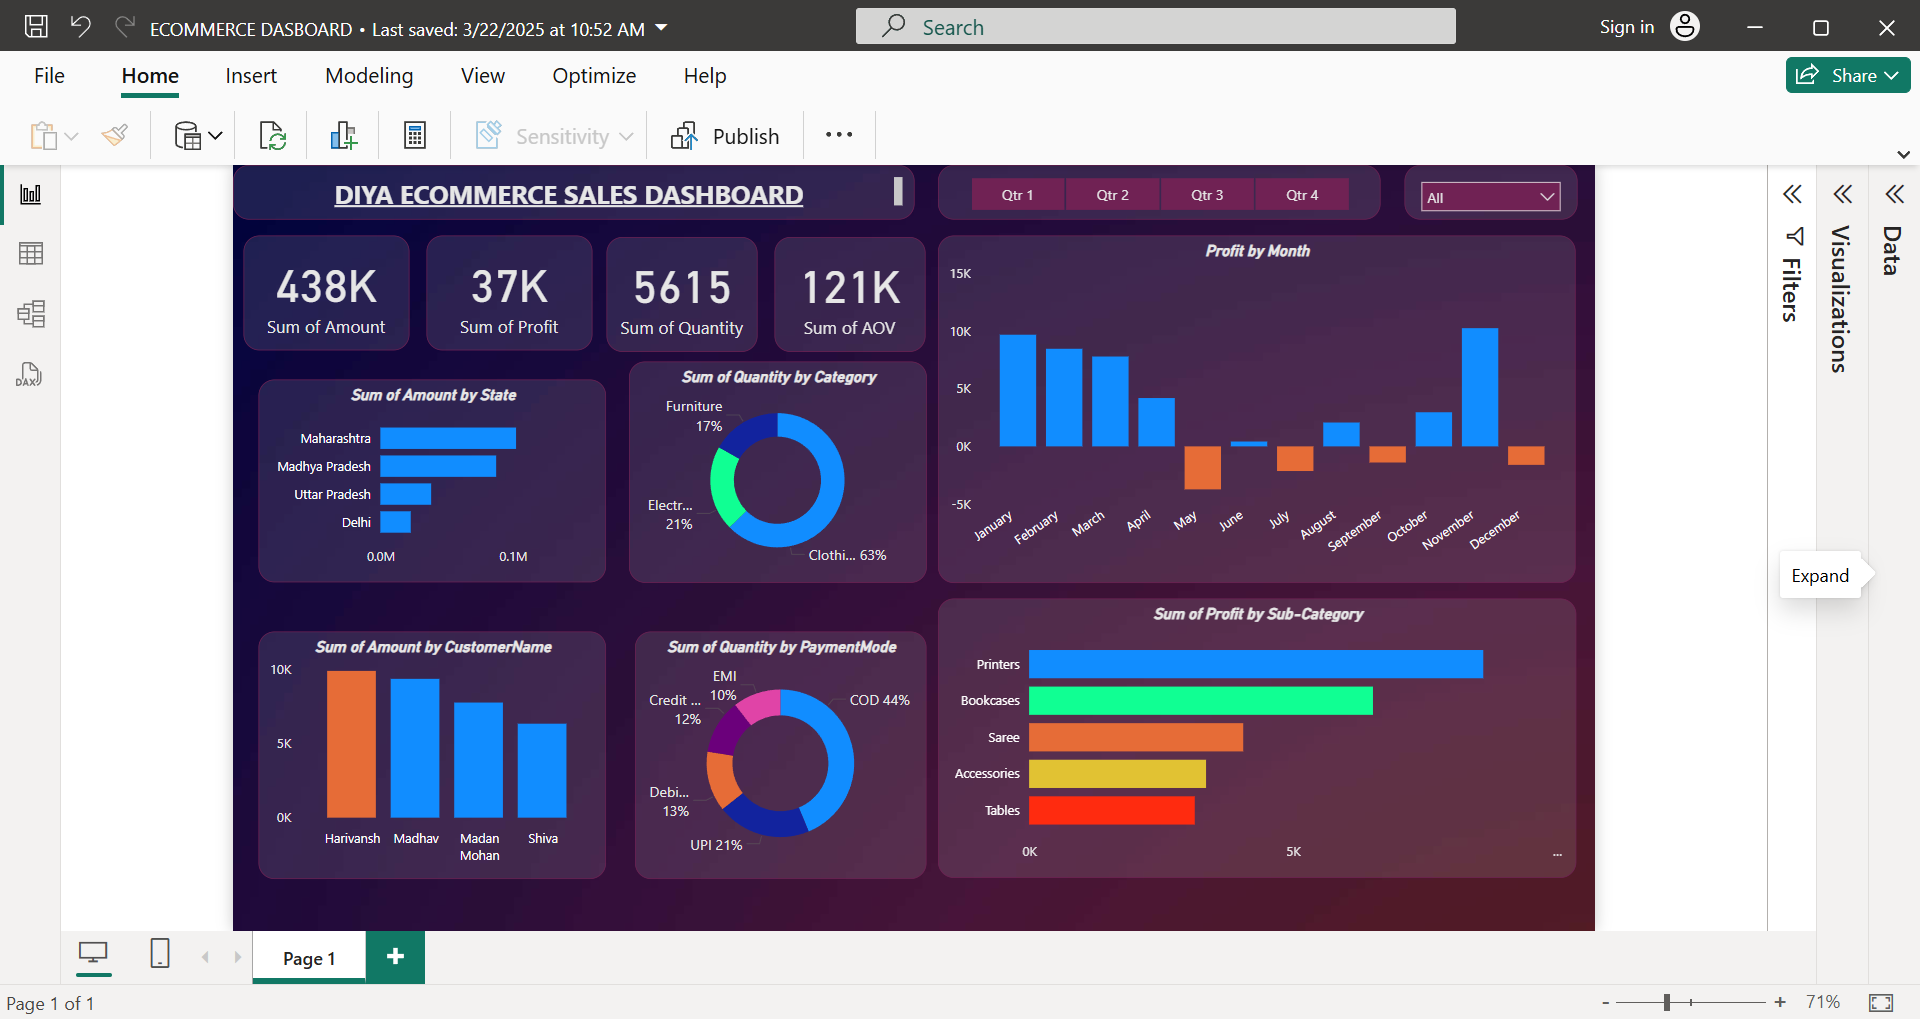 ECOMMERCE DASBOARD • Last saved: 3/22/2025 at 10:52 AM
Search
Sign in
File Home Insert Modeling View Optimize Help
Share
Sensitivity
Publish
DAX
DIYA ECOMMERCE SALES DASHBOARD
Qtr 1 Qtr 2 Qtr 3 Qtr 4
All
438K
Sum of Amount
37K
Sum of Profit
5615
Sum of Quantity
121K
Sum of AOV
Profit by Month
15K
10K
5K
0K
-5K
January February March April May June July August September October November December
Sum of Amount by State
Maharashtra
Madhya Pradesh
Uttar Pradesh
Delhi
0.0M 0.1M
Sum of Quantity by Category
Furniture
17%
Electr...
21%
Clothi... 63%
Sum of Amount by CustomerName
10K
5K
0K
Harivansh Madhav Madan Mohan Shiva
Sum of Quantity by PaymentMode
EMI
10%
Credit ...
12%
COD 44%
Debi...
13%
UPI 21%
Sum of Profit by Sub-Category
Printers
Bookcases
Saree
Accessories
Tables
0K 5K ...
Filters
Visualizations
Data
Expand
Page 1
+
Page 1 of 1
- + 71%